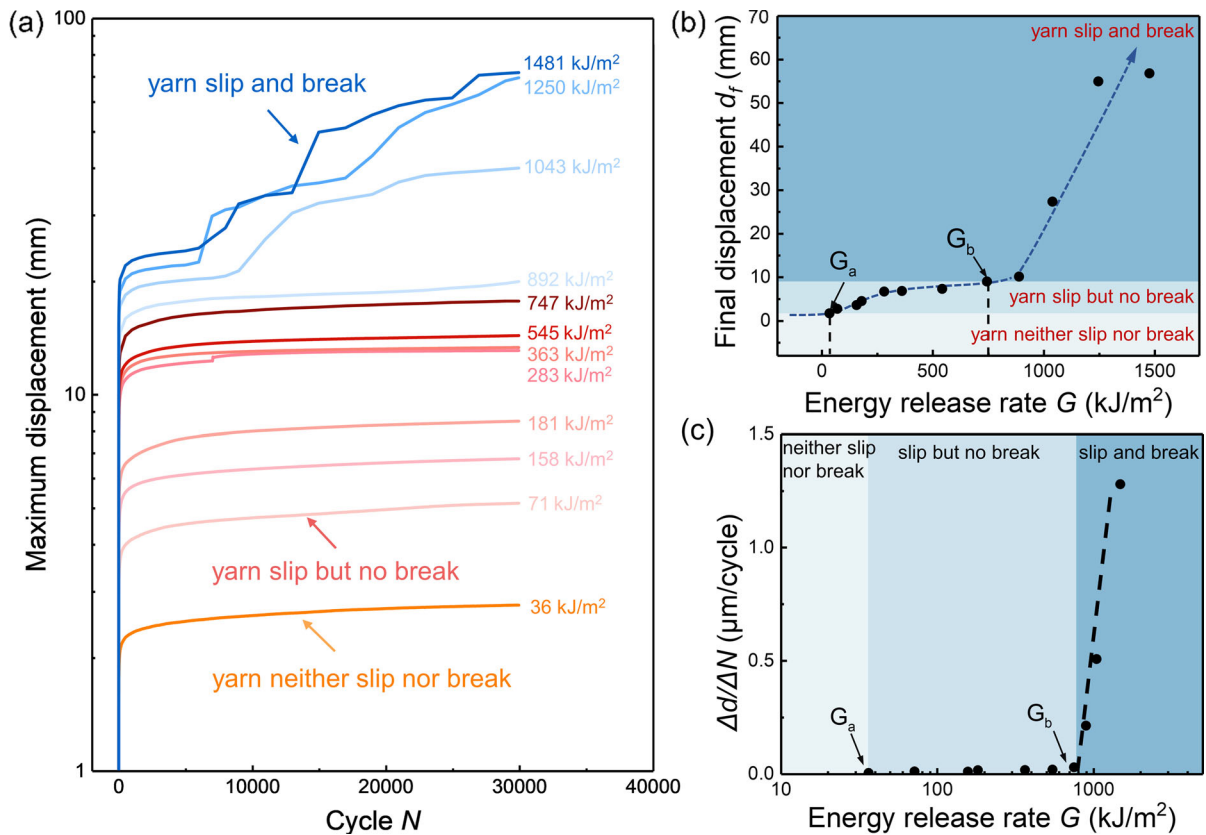 (a)
100
10
1
Maximum displacement (mm)
yarn slip and break
1481 kJ/m²
1250 kJ/m²
1043 kJ/m²
892 kJ/m²
747 kJ/m²
545 kJ/m²
363 kJ/m²
283 kJ/m²
181 kJ/m²
158 kJ/m²
71 kJ/m²
yarn slip but no break
36 kJ/m²
yarn neither slip nor break
0 10000 20000 30000 40000
Cycle N
(b)
Final displacement d_f (mm)
70
60
50
40
30
20
10
0
yarn slip and break
Gₐ
G_b
yarn slip but no break
yarn neither slip nor break
0 500 1000 1500
Energy release rate G (kJ/m²)
(c)
Δd/ΔN (μm/cycle)
1.5
1.0
0.5
0.0
neither slip
nor break
slip but no break
slip and break
Gₐ
G_b
10 100 1000
Energy release rate G (kJ/m²)